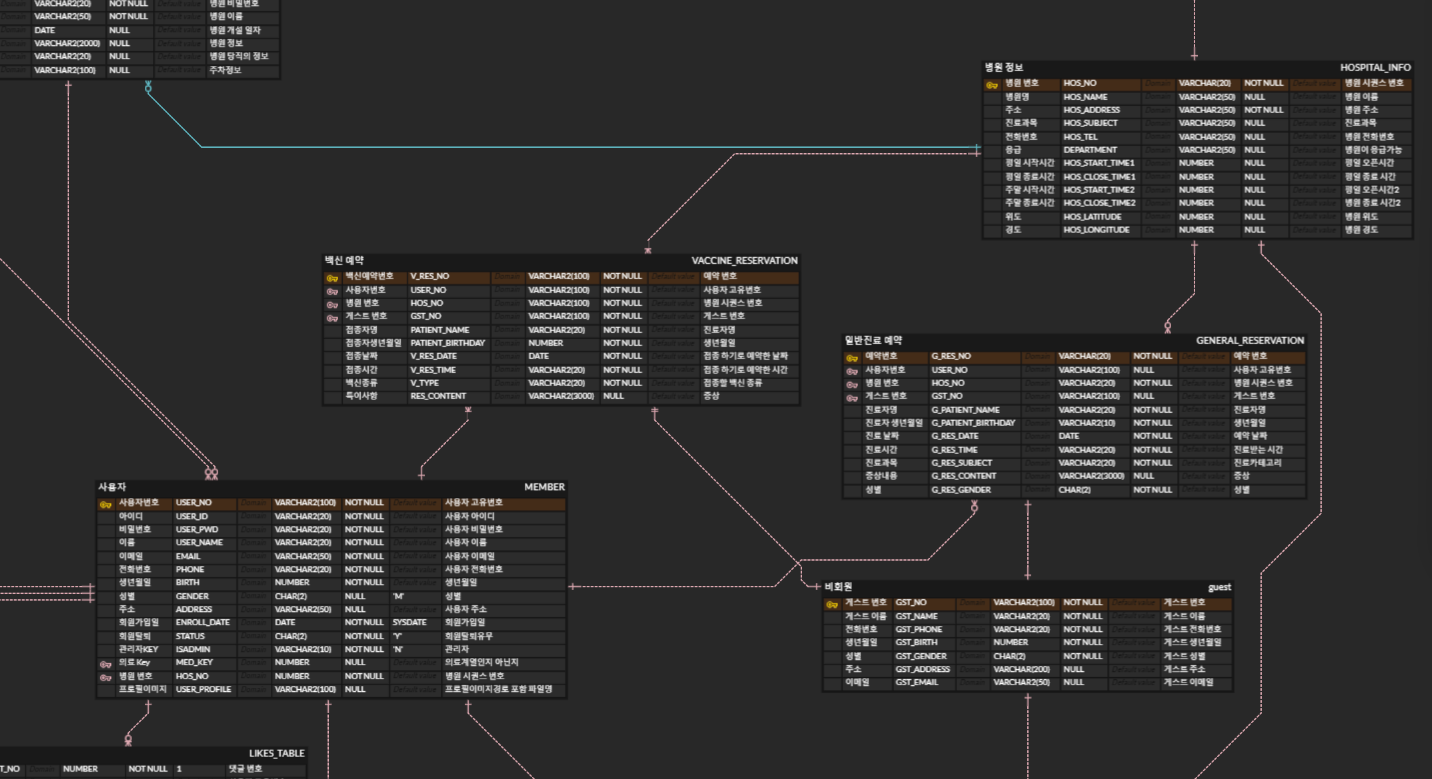 VARCHAR2(20) NOT NULL Default value 병원 비밀번호
Domain VARCHAR2(50) NOT NULL Default value 병원 이름
Domain DATE NULL Default value 병원 개설 일자
Domain VARCHAR2(2000) NULL Default value 병원 정보
Domain VARCHAR2(20) NULL Default value 병원 당직의 정보
Domain VARCHAR2(100) NULL Default value 주차정보
병원 정보 HOSPITAL_INFO
병원 번호 HOS_NO Domain VARCHAR(20) NOT NULL Default value 병원 시퀀스 번호
병원명 HOS_NAME Domain VARCHAR2(50) NULL Default value 병원 이름
주소 HOS_ADDRESS Domain VARCHAR2(50) NOT NULL Default value 병원 주소
진료과목 HOS_SUBJECT Domain VARCHAR2(50) NULL Default value 진료과목
전화번호 HOS_TEL Domain VARCHAR2(50) NULL Default value 병원 전화번호
응급 DEPARTMENT Domain VARCHAR2(50) NULL Default value 병원이 응급가능
평일 시작시간 HOS_START_TIME1 Domain NUMBER NULL Default value 평일 오픈시간
평일 종료시간 HOS_CLOSE_TIME1 Domain NUMBER NULL Default value 평일 종료 시간
주말 시작시간 HOS_START_TIME2 Domain NUMBER NULL Default value 평일 오픈시간2
주말 종료시간 HOS_CLOSE_TIME2 Domain NUMBER NULL Default value 병원 종료 시간2
위도 HOS_LATITUDE Domain NUMBER NULL Default value 병원 위도
경도 HOS_LONGITUDE Domain NUMBER NULL Default value 병원 경도
백신 예약 VACCINE_RESERVATION
백신예약번호 V_RES_NO Domain VARCHAR2(100) NOT NULL Default value 예약 번호
사용자번호 USER_NO Domain VARCHAR2(100) NOT NULL Default value 사용자 고유번호
병원 번호 HOS_NO Domain VARCHAR2(100) NOT NULL Default value 병원 시퀀스 번호
게스트 번호 GST_NO Domain VARCHAR2(100) NOT NULL Default value 게스트 번호
접종자명 PATIENT_NAME Domain VARCHAR2(20) NOT NULL Default value 진료자명
접종자생년월일 PATIENT_BIRTHDAY Domain NUMBER NOT NULL Default value 생년월일
접종날짜 V_RES_DATE Domain DATE NOT NULL Default value 접종 하기로 예약한 날짜
접종시간 V_RES_TIME Domain VARCHAR2(20) NOT NULL Default value 접종 하기로 예약한 시간
백신종류 V_TYPE Domain VARCHAR2(20) NOT NULL Default value 접종할 백신 종류
특이사항 RES_CONTENT Domain VARCHAR2(3000) NULL Default value 증상
일반진료 예약 GENERAL_RESERVATION
예약번호 G_RES_NO Domain VARCHAR(20) NOT NULL Default value 예약 번호
사용자번호 USER_NO Domain VARCHAR2(100) NULL Default value 사용자 고유번호
병원 번호 HOS_NO Domain VARCHAR2(20) NOT NULL Default value 병원 시퀀스 번호
게스트 번호 GST_NO Domain VARCHAR2(100) NULL Default value 게스트 번호
진료자명 G_PATIENT_NAME Domain VARCHAR2(20) NOT NULL Default value 진료자명
진료자 생년월일 G_PATIENT_BIRTHDAY Domain VARCHAR2(10) NOT NULL Default value 생년월일
진료 날짜 G_RES_DATE Domain DATE NOT NULL Default value 예약 날짜
진료시간 G_RES_TIME Domain VARCHAR2(20) NOT NULL Default value 진료받는 시간
진료과목 G_RES_SUBJECT Domain VARCHAR2(20) NOT NULL Default value 진료카테고리
증상내용 G_RES_CONTENT Domain VARCHAR2(3000) NULL Default value 증상
성별 G_RES_GENDER Domain CHAR(2) NOT NULL Default value 성별
사용자 MEMBER
사용자번호 USER_NO Domain VARCHAR2(100) NOT NULL Default value 사용자 고유번호
아이디 USER_ID Domain VARCHAR2(20) NOT NULL Default value 사용자 아이디
비밀번호 USER_PWD Domain VARCHAR2(20) NOT NULL Default value 사용자 비밀번호
이름 USER_NAME Domain VARCHAR2(20) NOT NULL Default value 사용자 이름
이메일 EMAIL Domain VARCHAR2(50) NOT NULL Default value 사용자 이메일
전화번호 PHONE Domain VARCHAR2(20) NOT NULL Default value 사용자 전화번호
생년월일 BIRTH Domain NUMBER NOT NULL Default value 생년월일
성별 GENDER Domain CHAR(2) NULL 'M' 성별
주소 ADDRESS Domain VARCHAR2(50) NULL Default value 사용자 주소
회원가입일 ENROLL_DATE Domain DATE NOT NULL SYSDATE 회원가입일
회원탈퇴 STATUS Domain CHAR(2) NOT NULL 'Y' 회원탈퇴유무
관리자KEY ISADMIN Domain VARCHAR2(10) NOT NULL 'N' 관리자
의료 Key MED_KEY Domain NUMBER NULL Default value 의료계열인지 아닌지
병원 번호 HOS_NO Domain NUMBER NOT NULL Default value 병원 시퀀스 번호
프로필이미지 USER_PROFILE Domain VARCHAR2(100) NULL Default value 프로필이미지경로 포함 파일명
비회원 guest
게스트 번호 GST_NO Domain VARCHAR2(100) NOT NULL Default value 게스트 번호
게스트 이름 GST_NAME Domain VARCHAR2(20) NOT NULL Default value 게스트 이름
전화번호 GST_PHONE Domain VARCHAR2(20) NOT NULL Default value 게스트 전화번호
생년월일 GST_BIRTH Domain NUMBER NOT NULL Default value 게스트 생년월일
성별 GST_GENDER Domain CHAR(2) NOT NULL Default value 게스트 성별
주소 GST_ADDRESS Domain VARCHAR(200) NULL Default value 게스트 주소
이메일 GST_EMAIL Domain VARCHAR2(50) NULL Default value 게스트 이메일
LIKES_TABLE
T_NO Domain NUMBER NOT NULL 1 댓글 번호